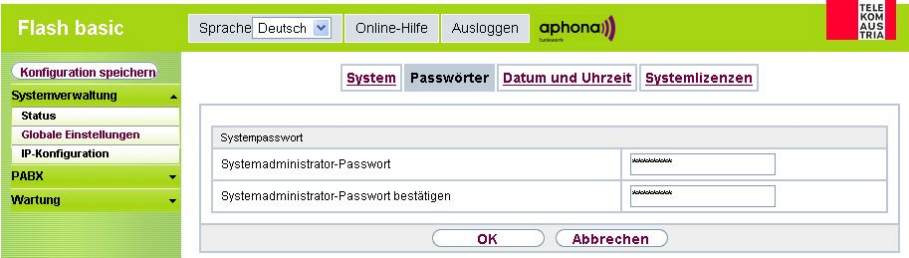 Flash basic
Sprache Deutsch Online-Hilfe Ausloggen aphona
funkwerk
TELE
KOM
AUS
TRIA
Konfiguration speichern
System Passwörter Datum und Uhrzeit Systemlizenzen
Systemverwaltung
Status
Globale Einstellungen
IP-Konfiguration
PABX
Wartung
Systempasswort
Systemadministrator-Passwort **********
Systemadministrator-Passwort bestätigen **********
OK Abbrechen